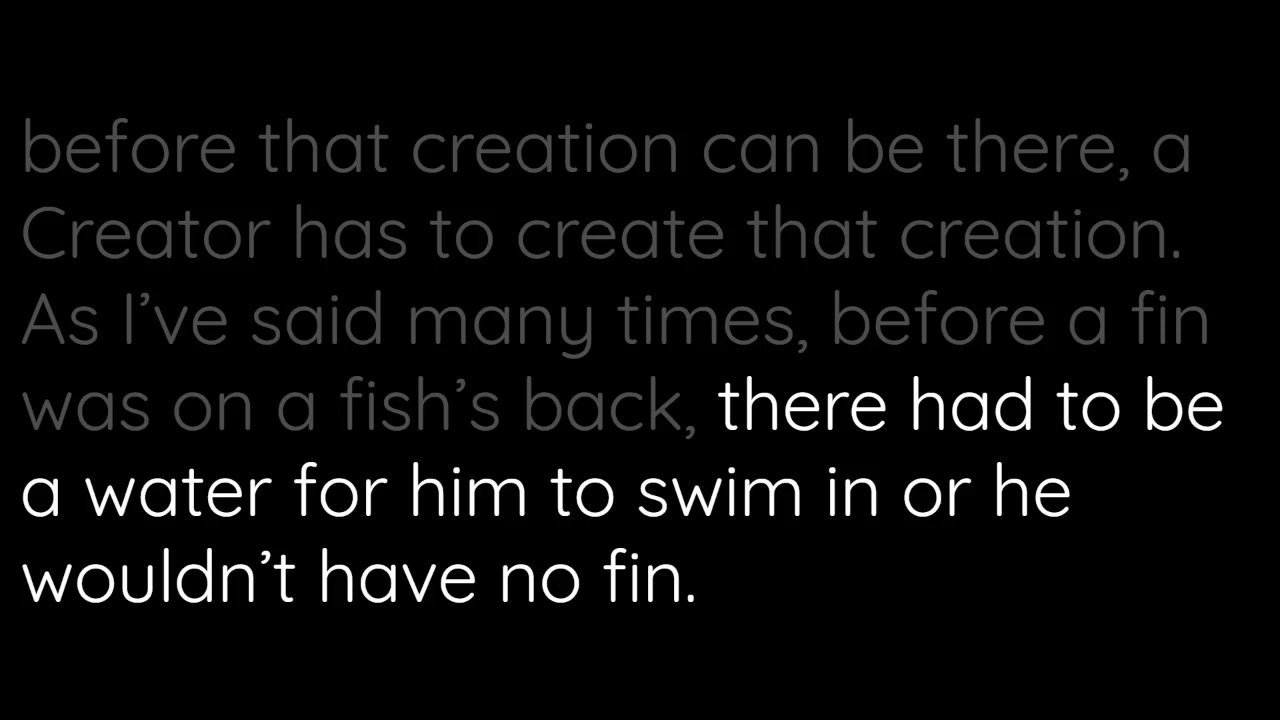 before that creation can be there, a
Creator has to create that creation.
As I’ve said many times, before a fin
was on a fish’s back, there had to be
a water for him to swim in or he
wouldn’t have no fin.